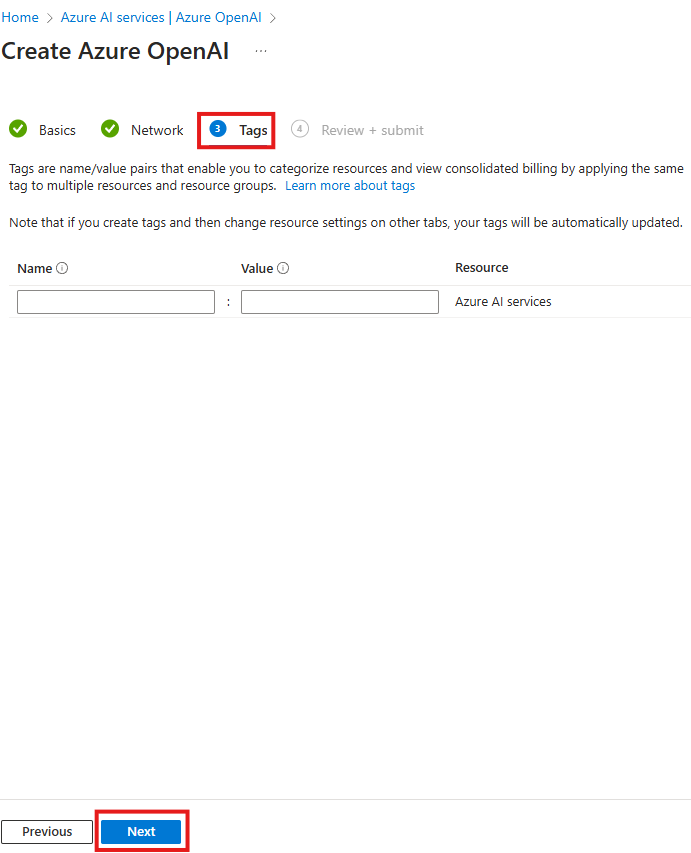 Home > Azure AI services | Azure OpenAI >
Create Azure OpenAI ...
Basics Network 3 Tags 4 Review + submit
Tags are name/value pairs that enable you to categorize resources and view consolidated billing by applying the same
tag to multiple resources and resource groups. Learn more about tags
Note that if you create tags and then change resource settings on other tabs, your tags will be automatically updated.
Name Value Resource
: Azure AI services
Previous Next